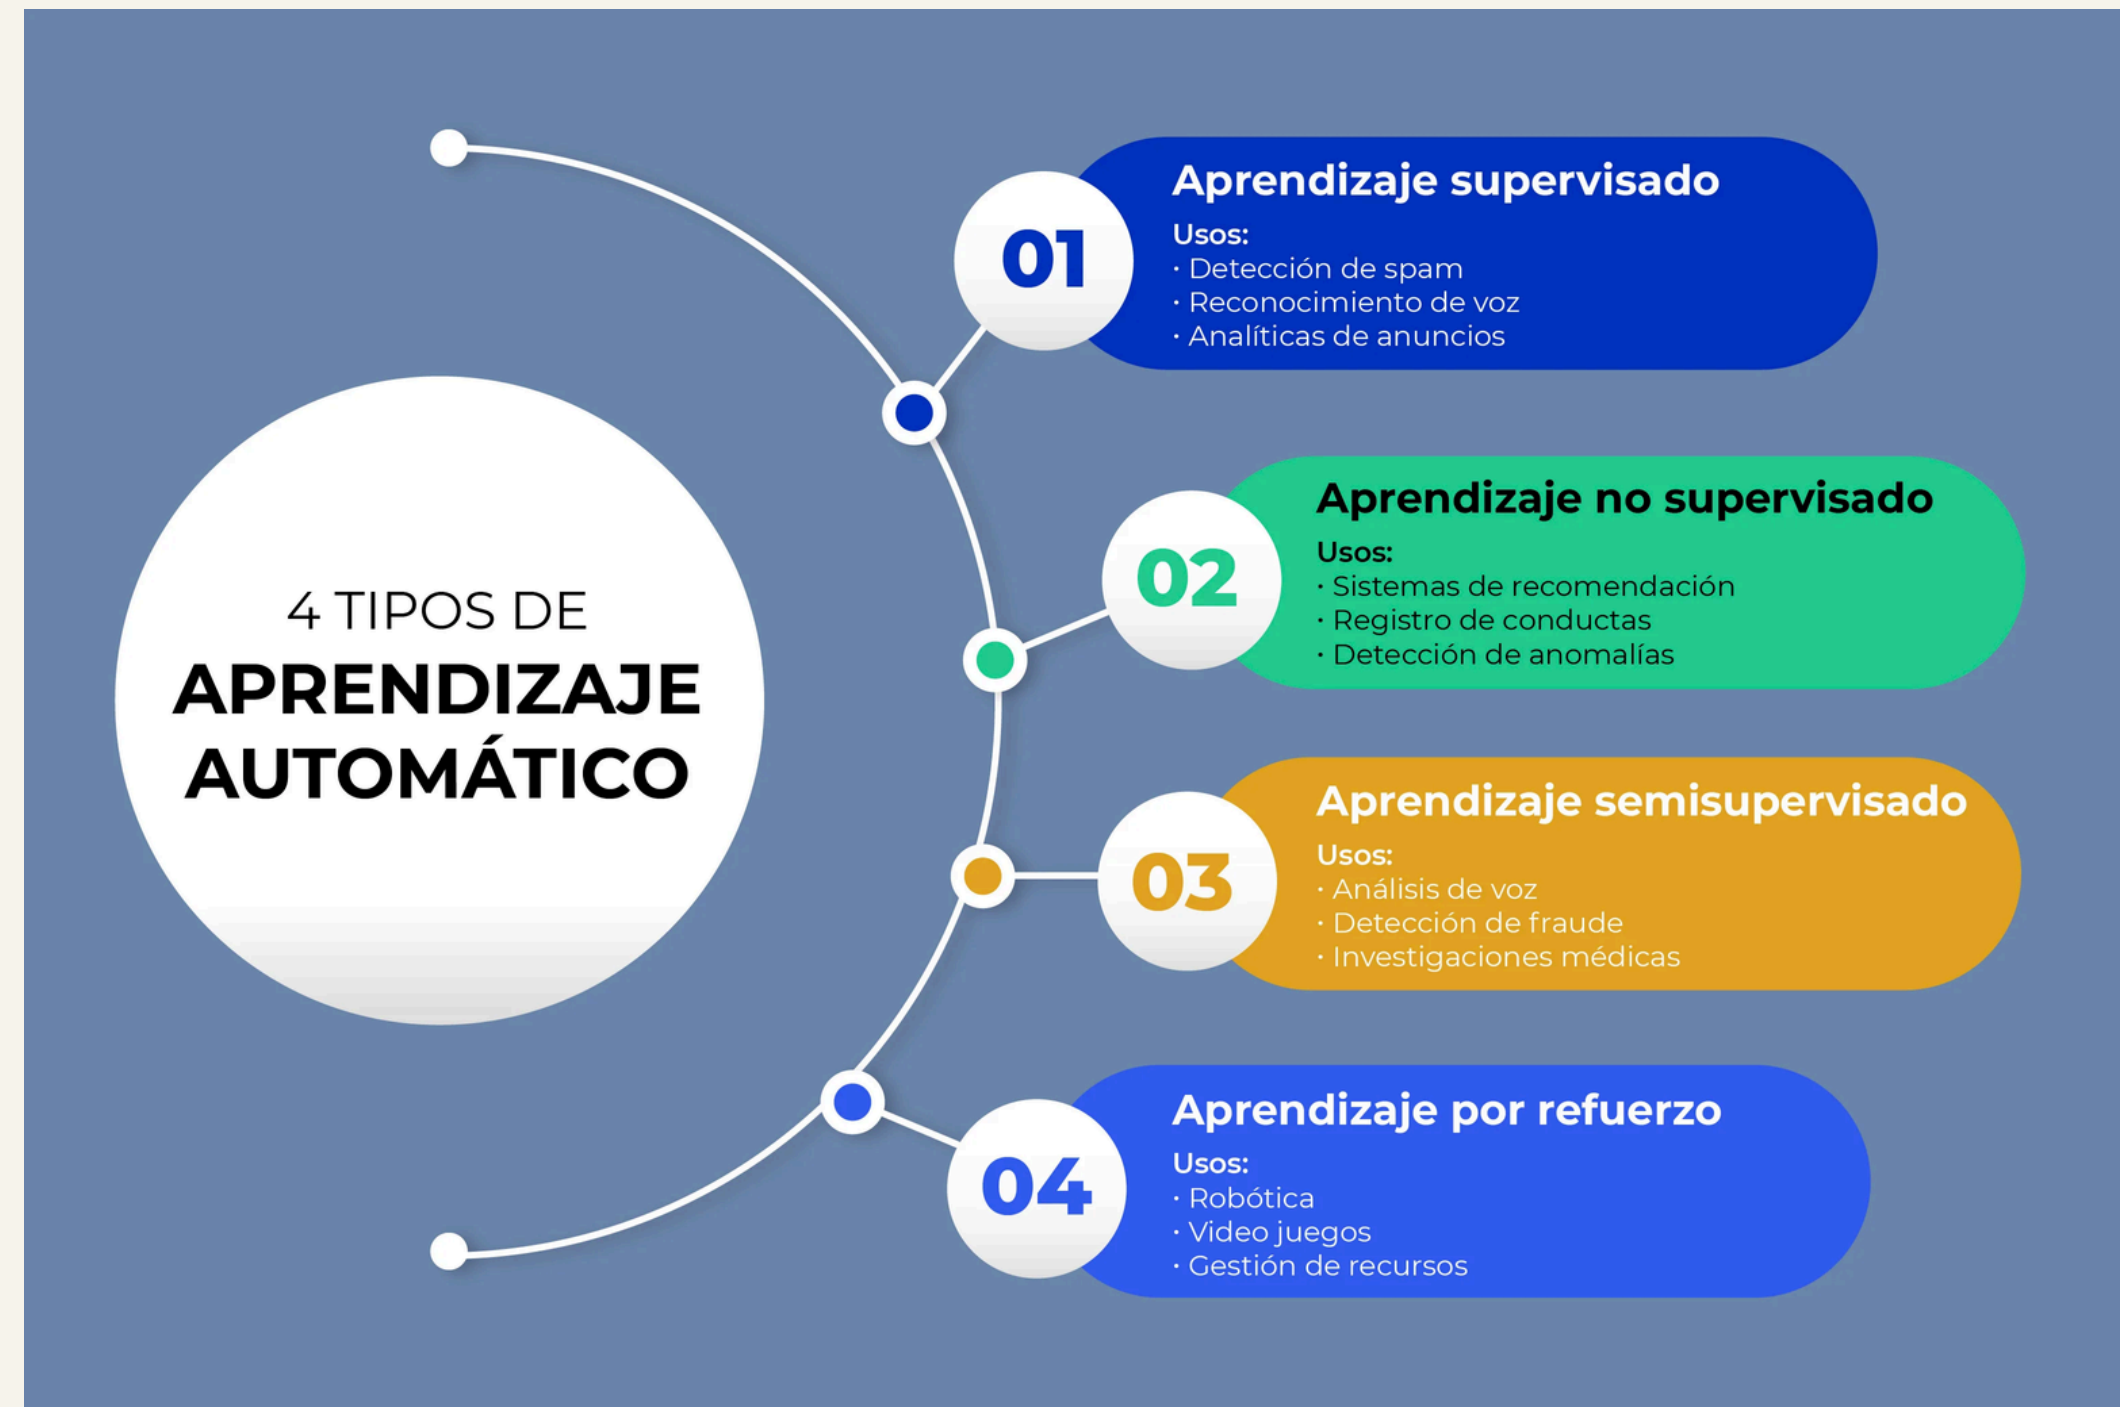 4 TIPOS DE
APRENDIZAJE
AUTOMÁTICO
01
Aprendizaje supervisado
Usos:
· Detección de spam
· Reconocimiento de voz
· Analíticas de anuncios
02
Aprendizaje no supervisado
Usos:
· Sistemas de recomendación
· Registro de conductas
· Detección de anomalías
03
Aprendizaje semisupervisado
Usos:
· Análisis de voz
· Detección de fraude
· Investigaciones médicas
04
Aprendizaje por refuerzo
Usos:
· Robótica
· Video juegos
· Gestión de recursos